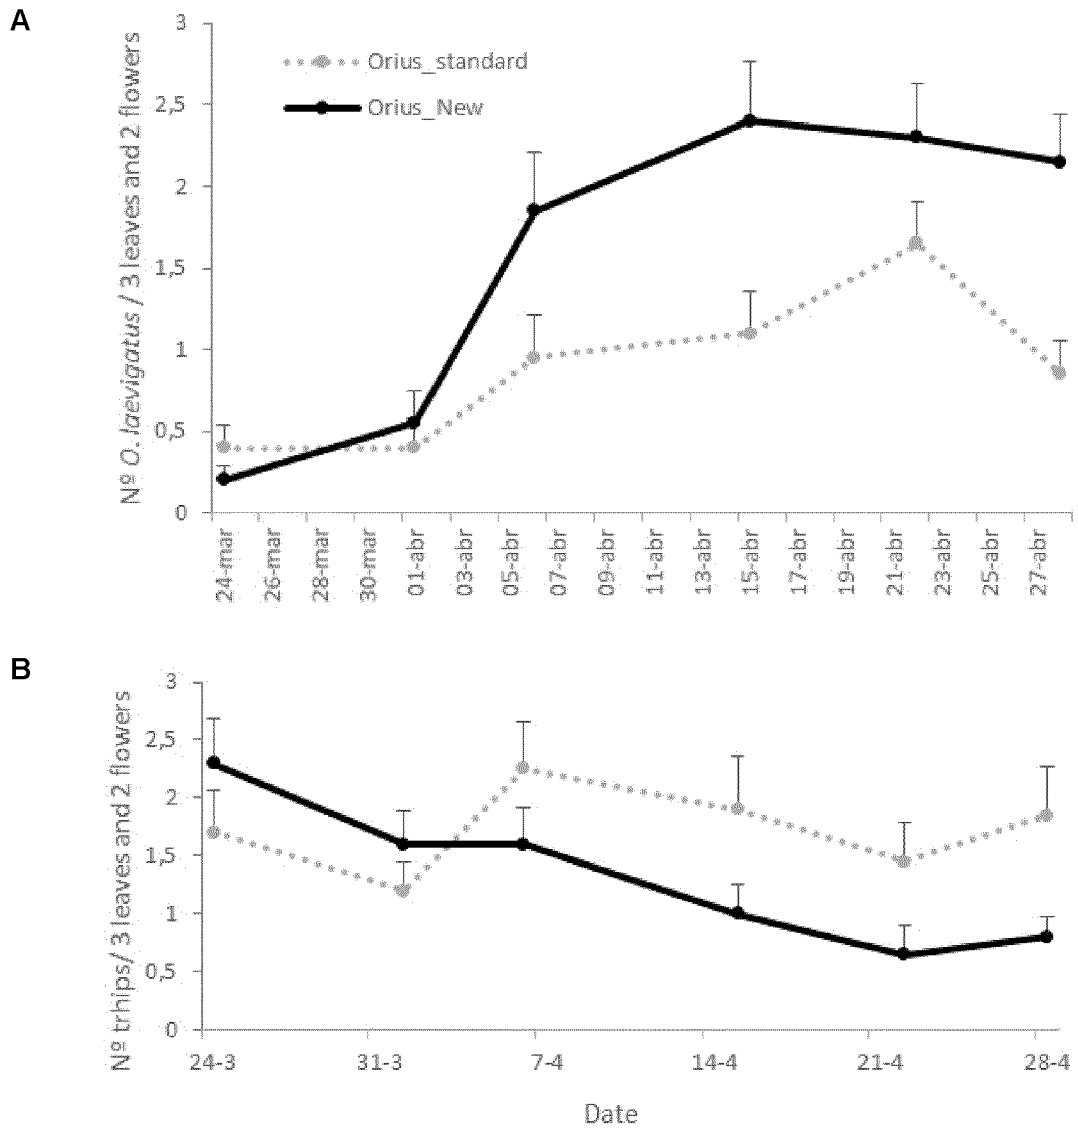 A
Nº O. laevigatus / 3 leaves and 2 flowers
3
2,5
2
1,5
1
0,5
0
Orius_standard
Orius_New
24-mar 26-mar 28-mar 30-mar 01-abr 03-abr 05-abr 07-abr 09-abr 11-abr 13-abr 15-abr 17-abr 19-abr 21-abr 23-abr 25-abr 27-abr
B
Nº trhips/ 3 leaves and 2 flowers
3
2,5
2
1,5
1
0,5
0
24-3 31-3 7-4 14-4 21-4 28-4
Date